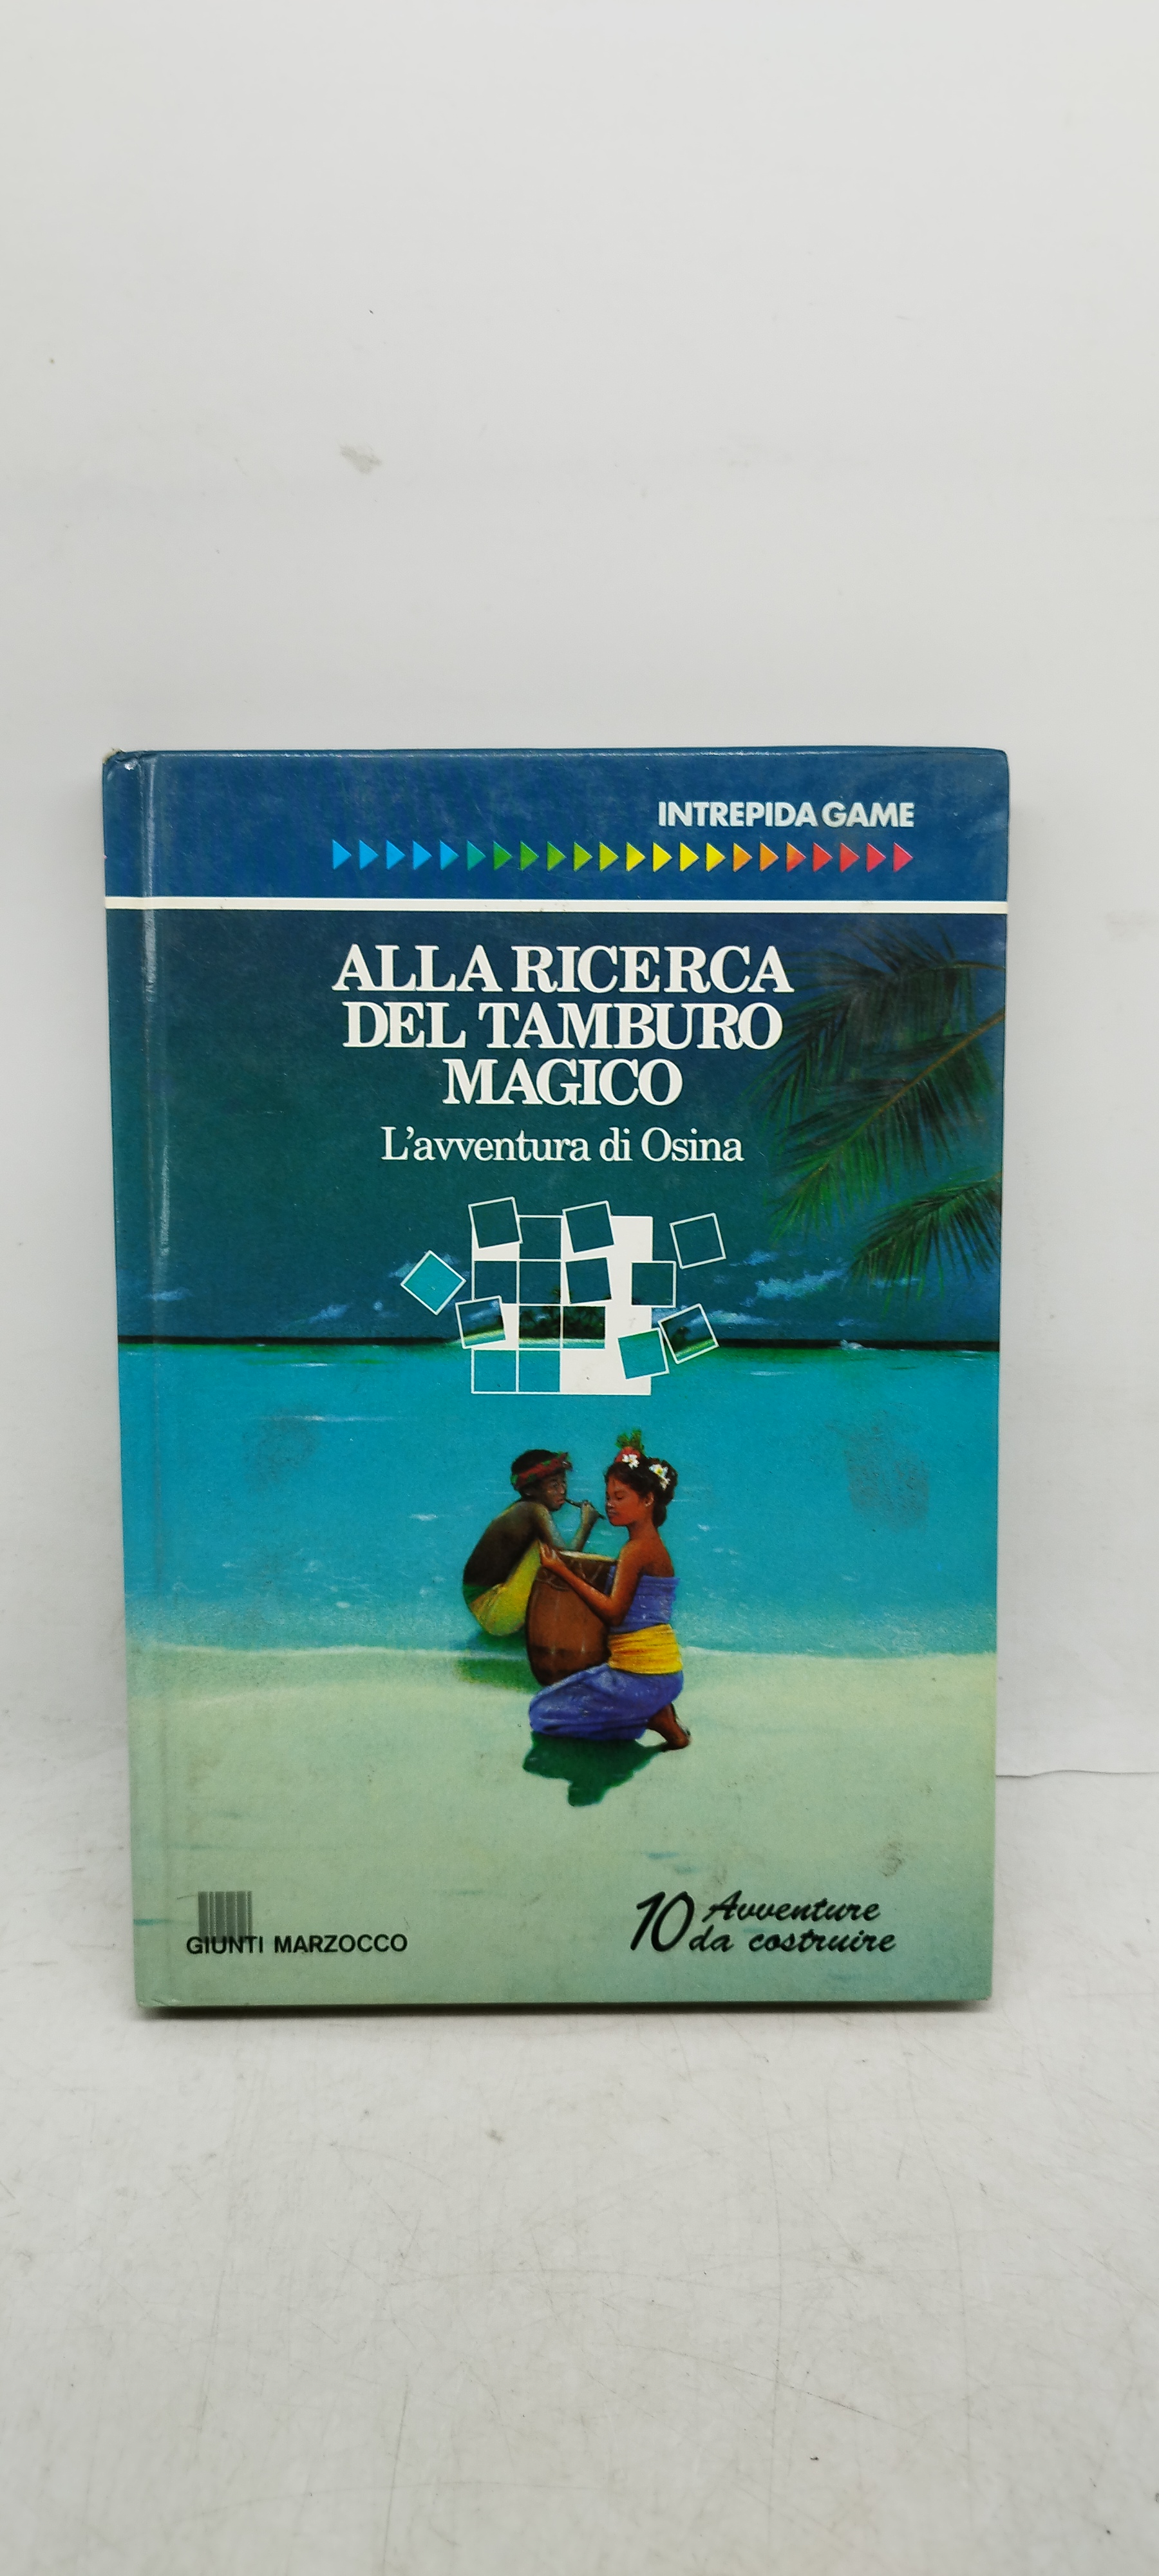 INTREPIDA GAME
ALLA RICERCA
DEL TAMBURO
MAGICO
L'avventura di Osina
GIUNTI MARZOCCO
10 Avventure
da costruire